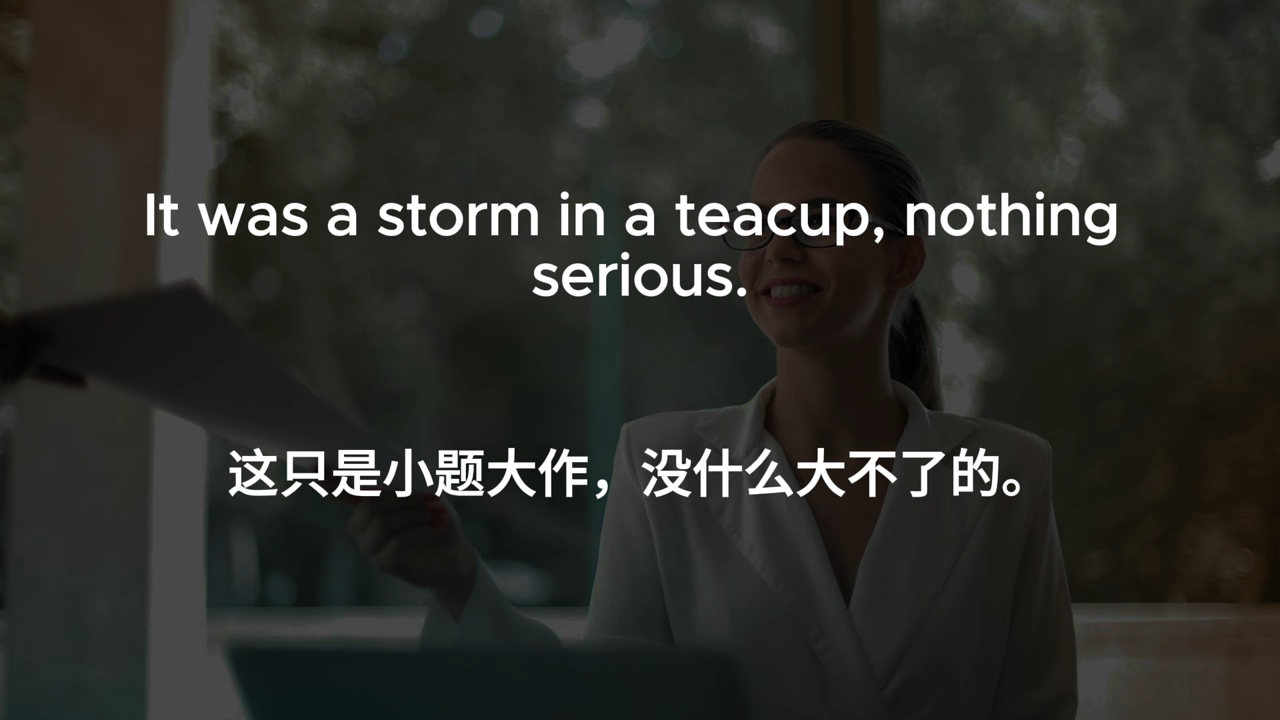 It was a storm in a teacup, nothing
serious.
这只是小题大作，没什么大不了的。